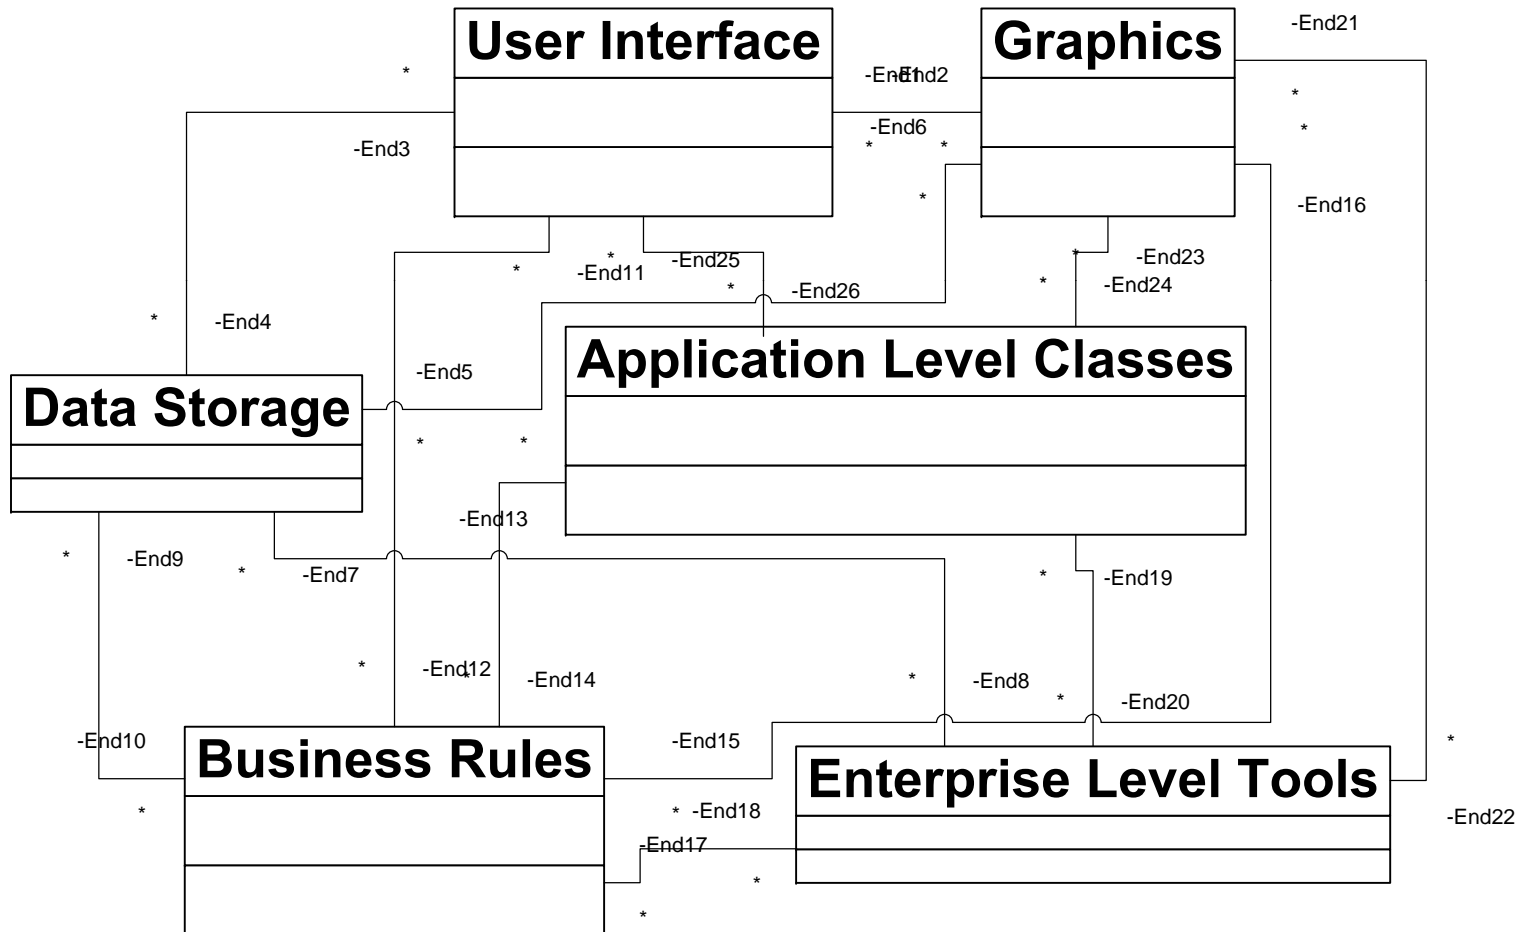 User Interface
Graphics
-End21
*
-End1
-End2
*
-End6
*
-End3
*
*
*
*
-End16
*
*
-End11
-End25
*
-End23
*
-End26
*
-End24
*
-End4
Application Level Classes
-End5
Data Storage
*
*
-End13
*
-End9
*
-End7
*
-End19
*
-End12
*
-End14
*
-End8
*
-End20
-End10
-End15
*
Business Rules
Enterprise Level Tools
*
*
-End18
-End22
-End17
*
*